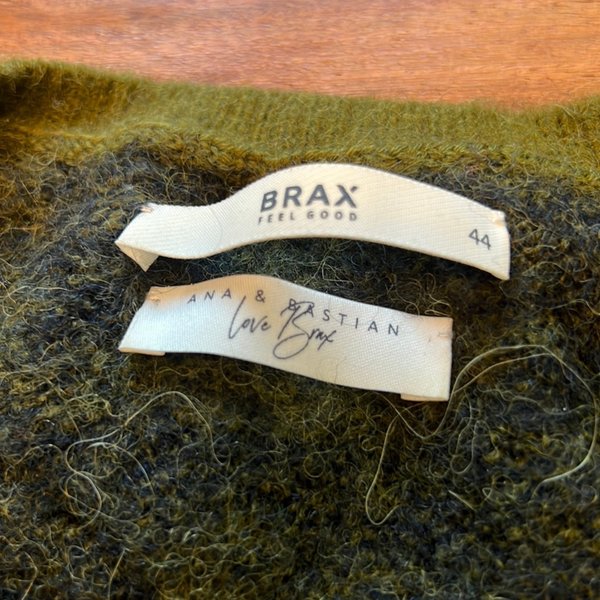 BRAX
FEEL GOOD
44
ANA & BASTIAN
love Brax